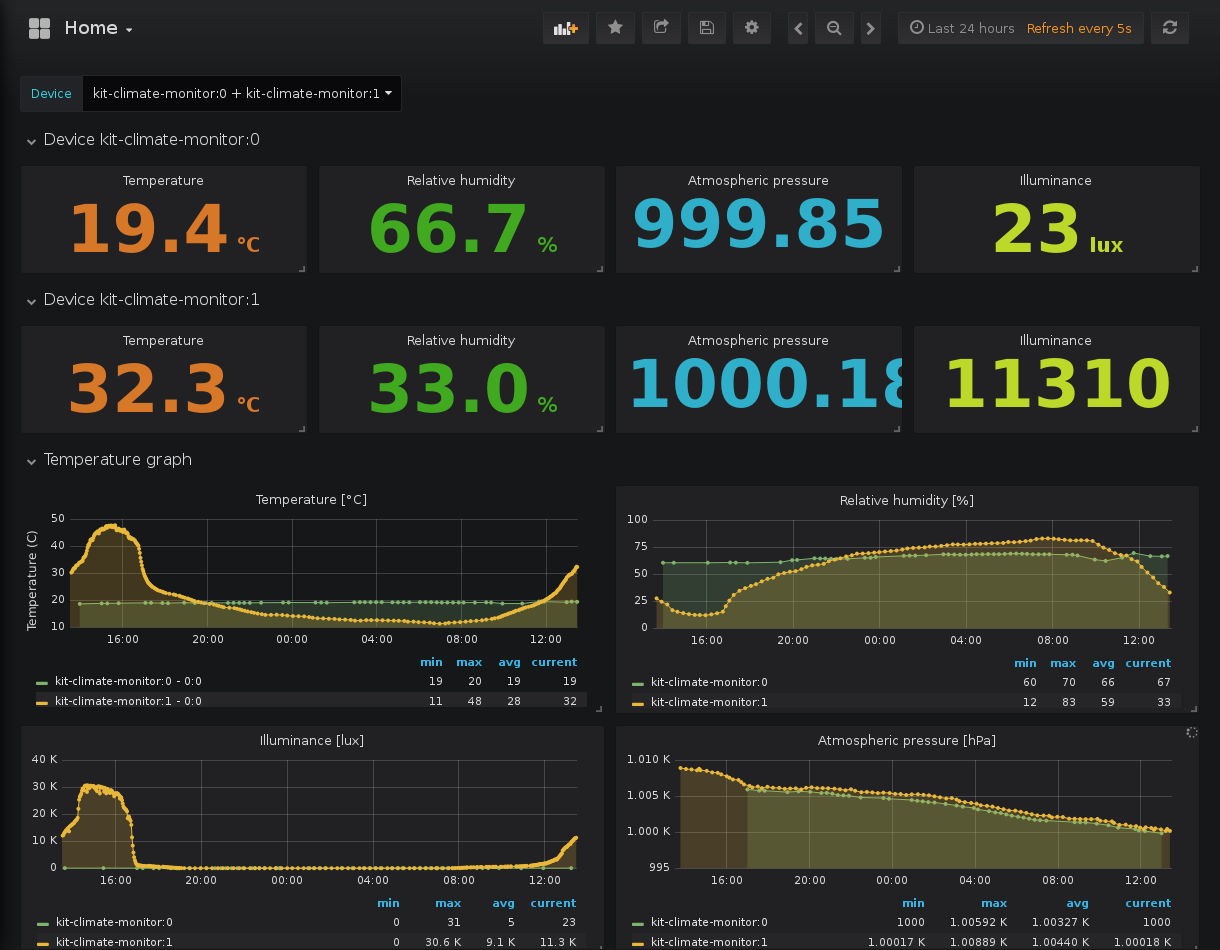 Home
Last 24 hours Refresh every 5s
Device kit-climate-monitor:0 + kit-climate-monitor:1
Device kit-climate-monitor:0
Temperature Relative humidity Atmospheric pressure Illuminance
19.4 °C 66.7 % 999.85 23 lux
Device kit-climate-monitor:1
Temperature Relative humidity Atmospheric pressure Illuminance
32.3 °C 33.0 % 1000.18 11310
Temperature graph
Temperature [°C]
Temperature (C)
50
40
30
20
10
16:00 20:00 00:00 04:00 08:00 12:00
min max avg current
kit-climate-monitor:0 - 0:0 19 20 19 19
kit-climate-monitor:1 - 0:0 11 48 28 32
Relative humidity [%]
100
75
50
25
0
16:00 20:00 00:00 04:00 08:00 12:00
min max avg current
kit-climate-monitor:0 60 70 66 67
kit-climate-monitor:1 12 83 59 33
Illuminance [lux]
40 K
30 K
20 K
10 K
0
16:00 20:00 00:00 04:00 08:00 12:00
min max avg current
kit-climate-monitor:0 0 31 5 23
kit-climate-monitor:1 0 30.6 K 9.1 K 11.3 K
Atmospheric pressure [hPa]
1.010 K
1.005 K
1.000 K
995
16:00 20:00 00:00 04:00 08:00 12:00
min max avg current
kit-climate-monitor:0 1000 1.00592 K 1.00327 K 1000
kit-climate-monitor:1 1.00017 K 1.00889 K 1.00440 K 1.00018 K